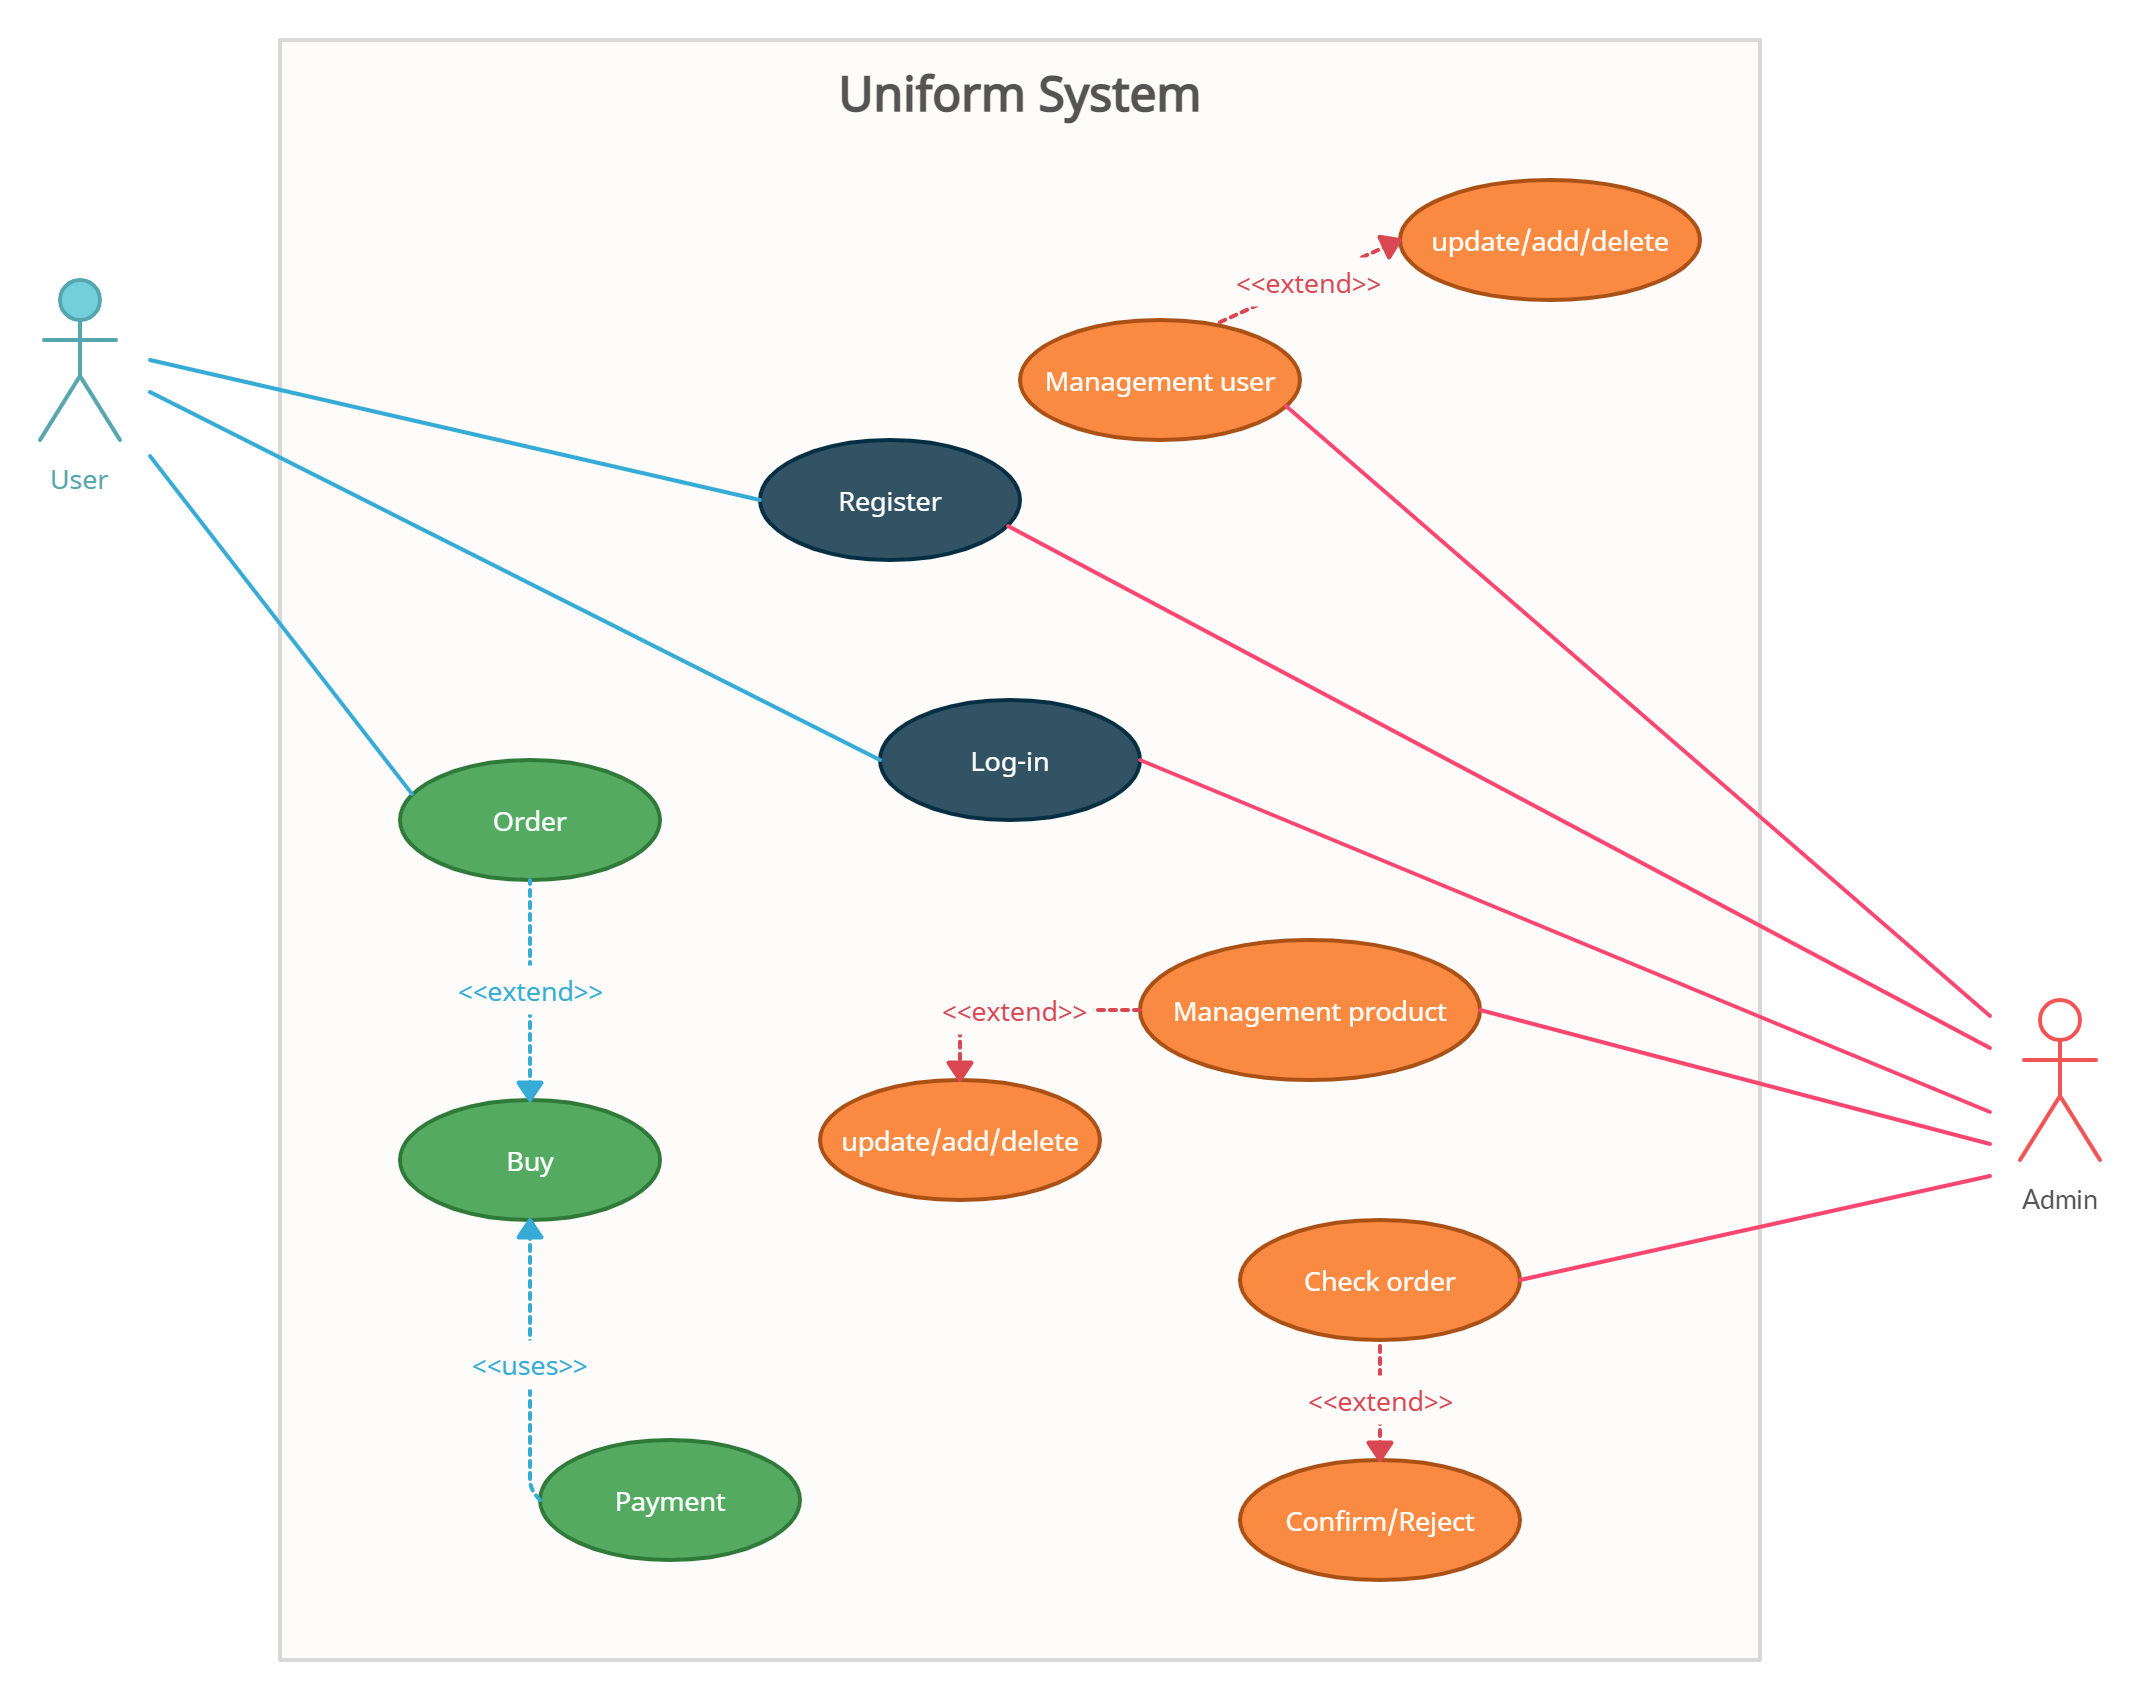 Uniform System
update/add/delete
<<extend>>
Management user
User
Register
Log-in
Order
<<extend>>
<<extend>>
Management product
Buy
update/add/delete
Admin
Check order
<<uses>>
<<extend>>
Payment
Confirm/Reject